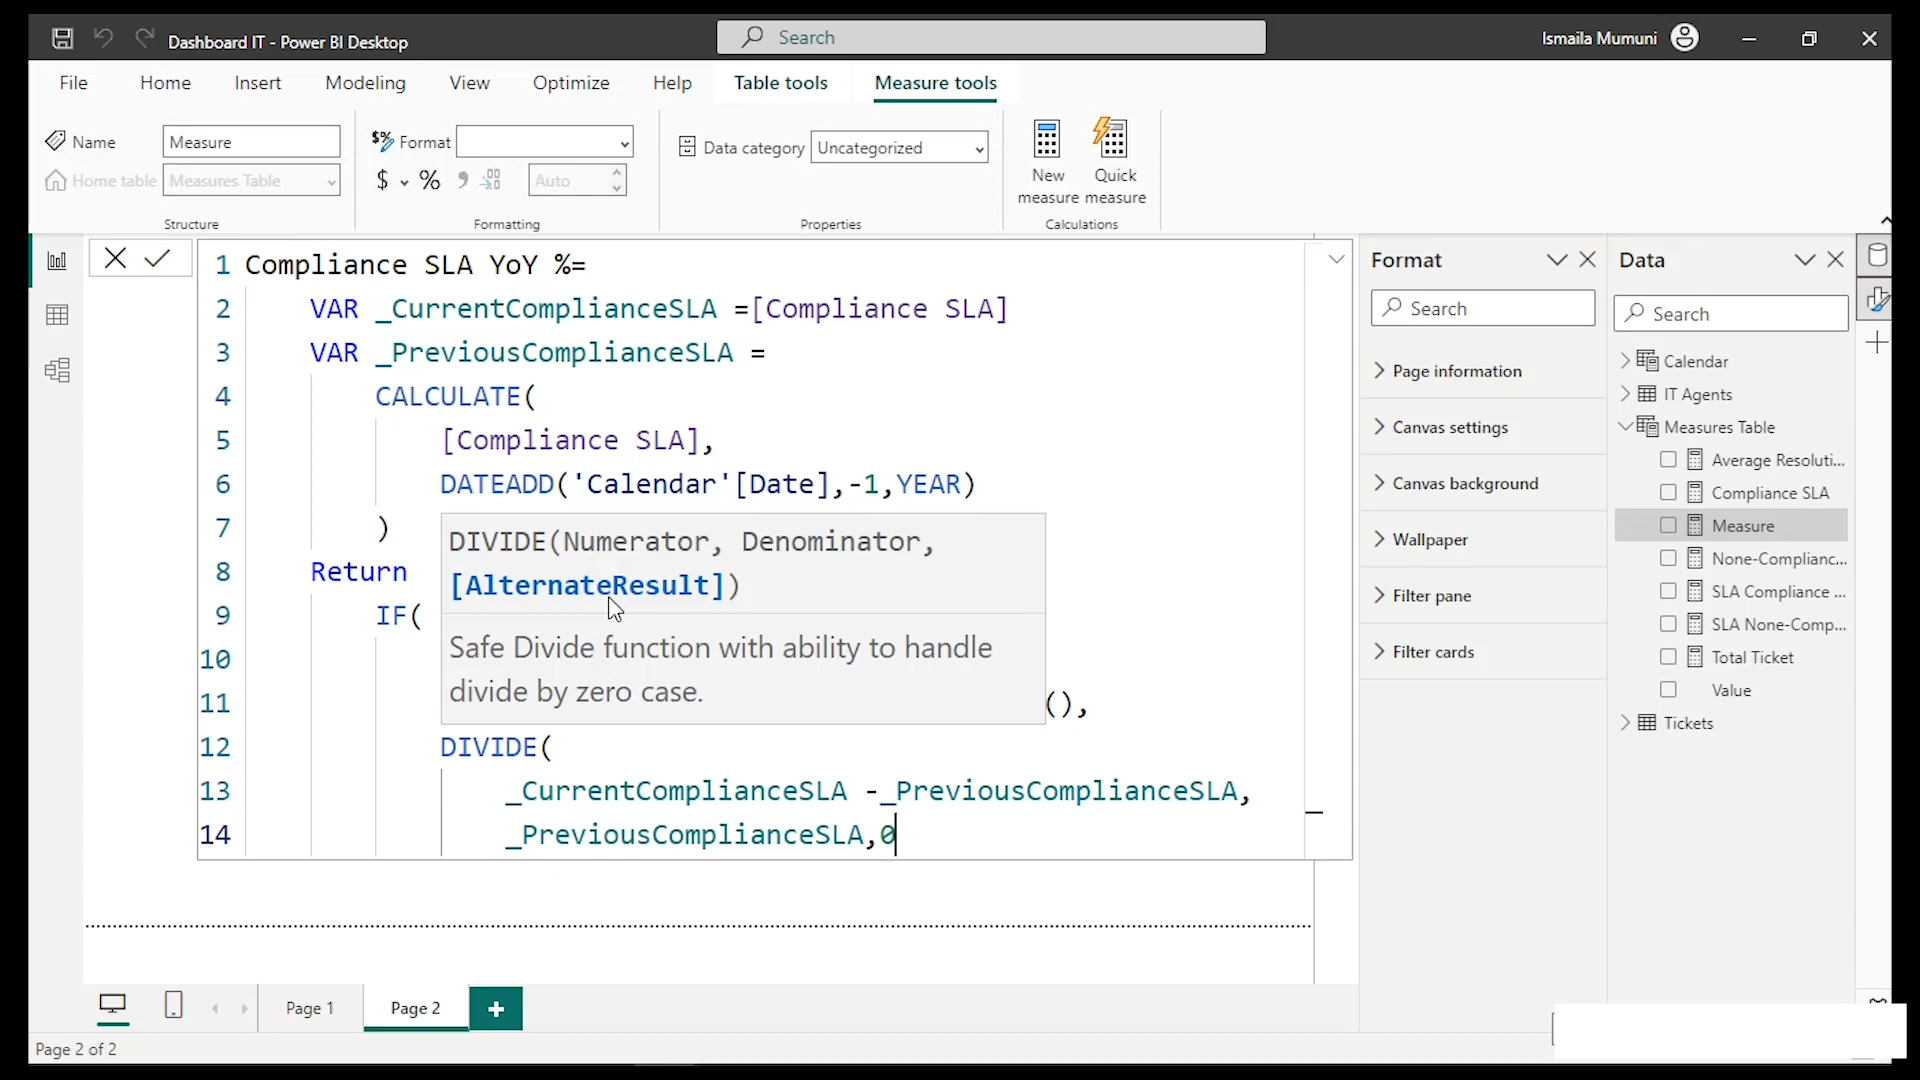 Dashboard IT - Power BI Desktop
Search
Ismaila Mumuni
File Home Insert Modeling View Optimize Help Table tools Measure tools
Name Measure
Home table Measures Table
Structure
$% Format
$ % 9 .00 Auto
Formatting
Data category Uncategorized
Properties
New measure
Quick measure
Calculations
1 Compliance SLA YoY %=
2 VAR _CurrentComplianceSLA =[Compliance SLA]
3 VAR _PreviousComplianceSLA =
4 CALCULATE(
5 [Compliance SLA],
6 DATEADD('Calendar'[Date],-1,YEAR)
7 )
8 Return
9 IF(
10
11 (),
12 DIVIDE(
13 _CurrentComplianceSLA -_PreviousComplianceSLA,
14 _PreviousComplianceSLA,0
DIVIDE(Numerator, Denominator,
[AlternateResult])
Safe Divide function with ability to handle
divide by zero case.
Format
Search
Page information
Canvas settings
Canvas background
Wallpaper
Filter pane
Filter cards
Data
Search
Calendar
IT Agents
Measures Table
Average Resoluti...
Compliance SLA
Measure
None-Complianc...
SLA Compliance ...
SLA None-Comp...
Total Ticket
Value
Tickets
Page 1
Page 2
+
Page 2 of 2